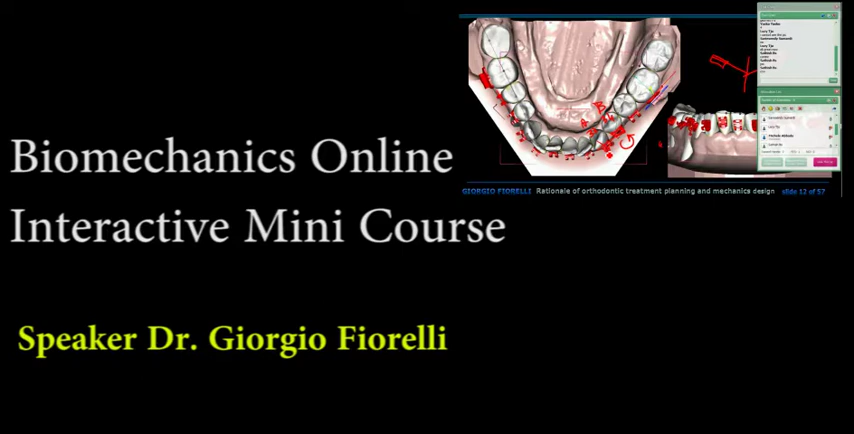 Biomechanics Online
Interactive Mini Course
Speaker Dr. Giorgio Fiorelli
GIORGIO FIORELLI Rationale of orthodontic treatment planning and mechanics design slide 12 of 57